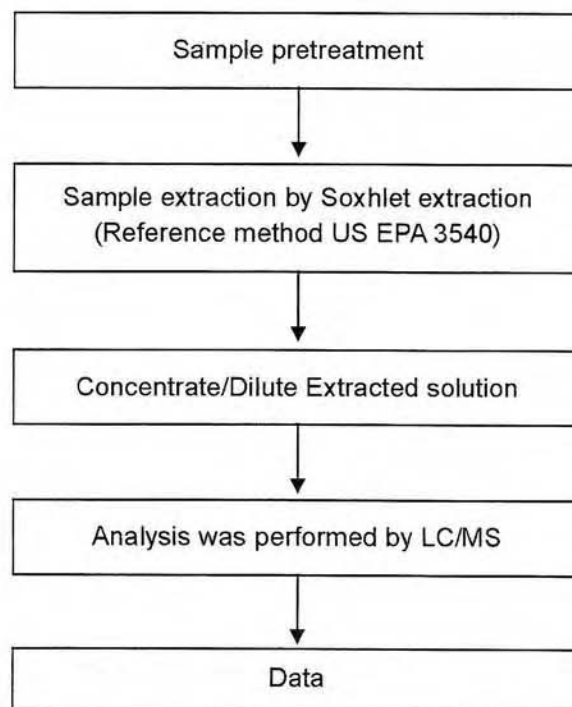 Sample pretreatment
Sample extraction by Soxhlet extraction
(Reference method US EPA 3540)
Concentrate/Dilute Extracted solution
Analysis was performed by LC/MS
Data